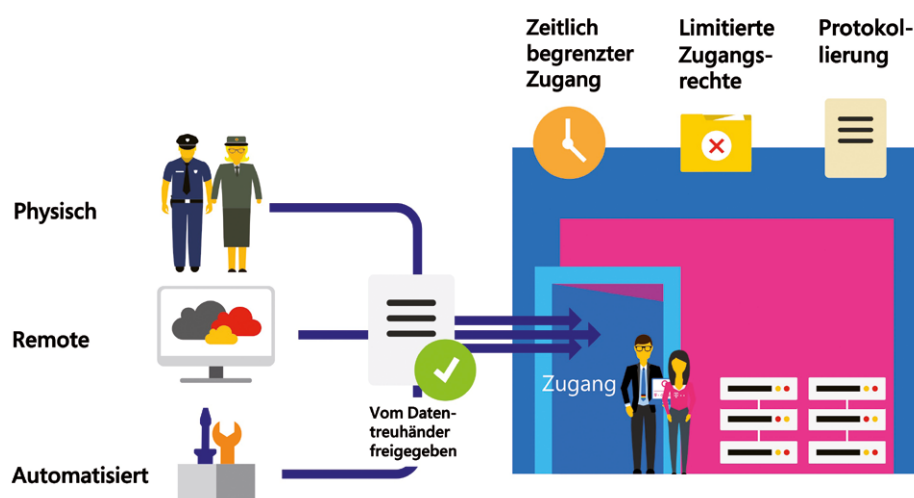 Zeitlich
begrenzter
Zugang
Limitierte
Zugangs-
rechte
Protokol-
lierung
Physisch
Remote
Automatisiert
Vom Daten-
treuhänder
freigegeben
Zugang